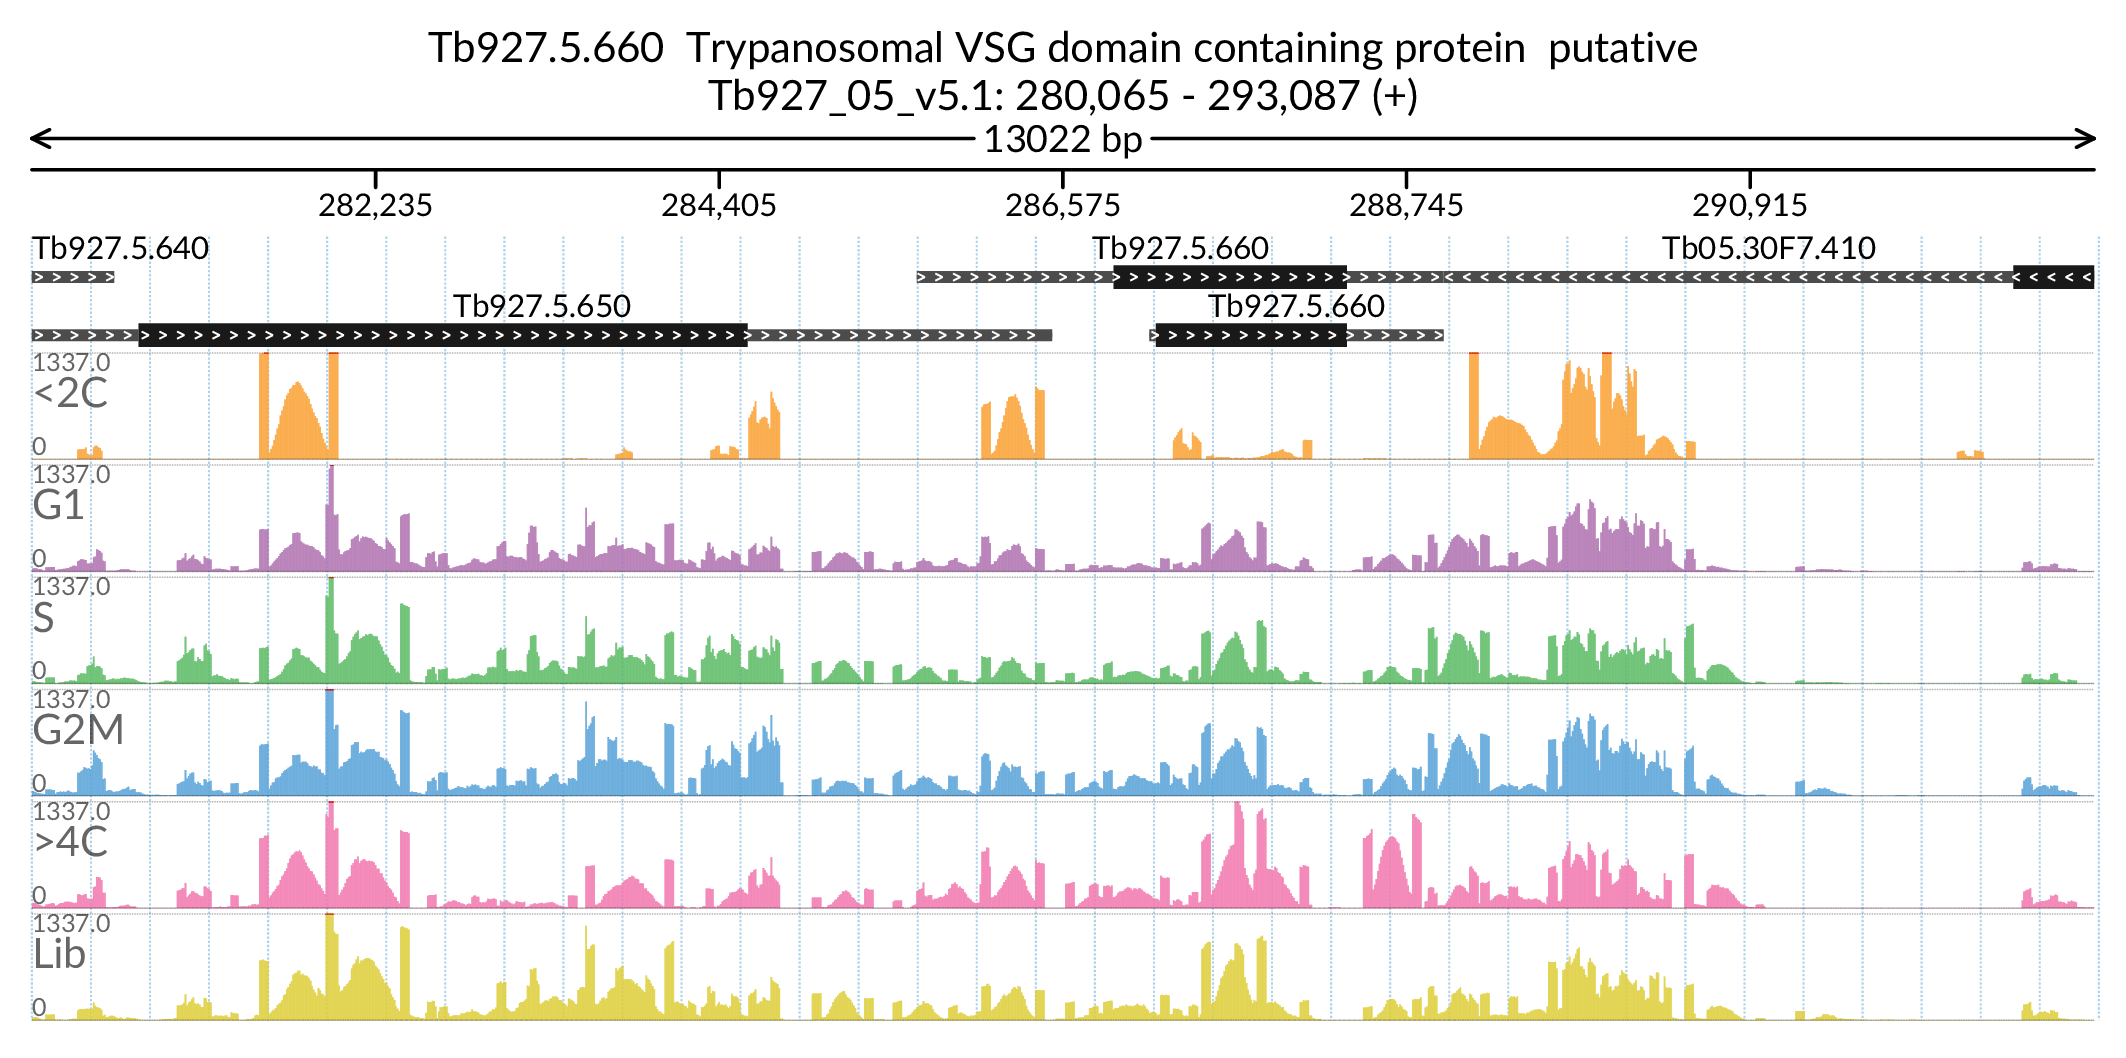 Tb927.5.660  Trypanosomal VSG domain containing protein  putative
Tb927_05_v5.1: 280,065 - 293,087 (+)
13022 bp
282,235 284,405 286,575 288,745 290,915
Tb927.5.640 Tb927.5.660 Tb05.30F7.410
Tb927.5.650 Tb927.5.660
1337.0
<2C
0
1337.0
G1
0
1337.0
S
0
1337.0
G2M
0
1337.0
>4C
0
1337.0
Lib
0